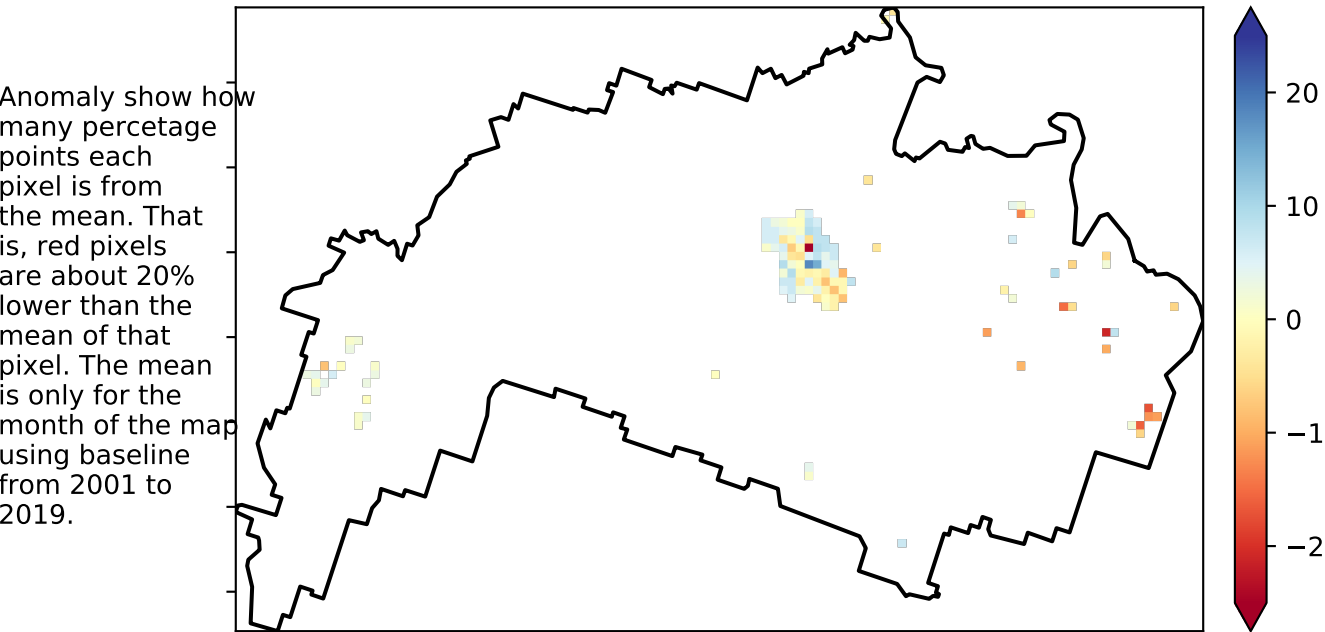 Anomaly show how
many percetage
points each
pixel is from
the mean. That
is, red pixels
are about 20%
lower than the
mean of that
pixel. The mean
is only for the
month of the map
using baseline
from 2001 to
2019.
20
10
0
−1
−2